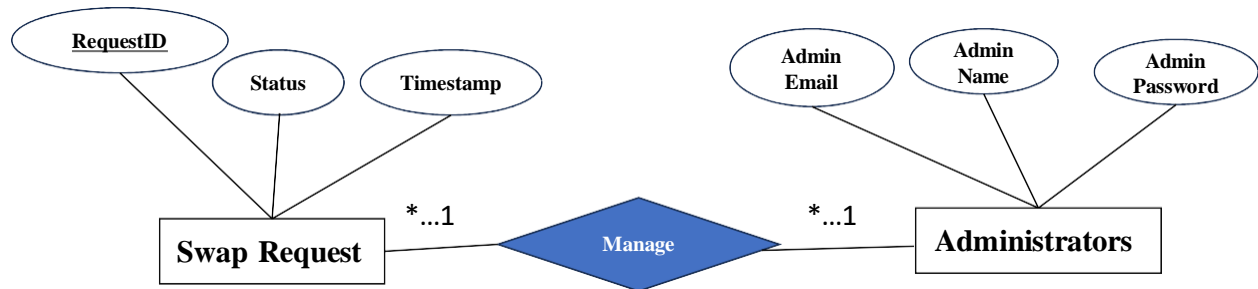 RequestID
Status
Timestamp
Admin
Email
Admin
Name
Admin
Password
*...1
*...1
Swap Request
Manage
Administrators